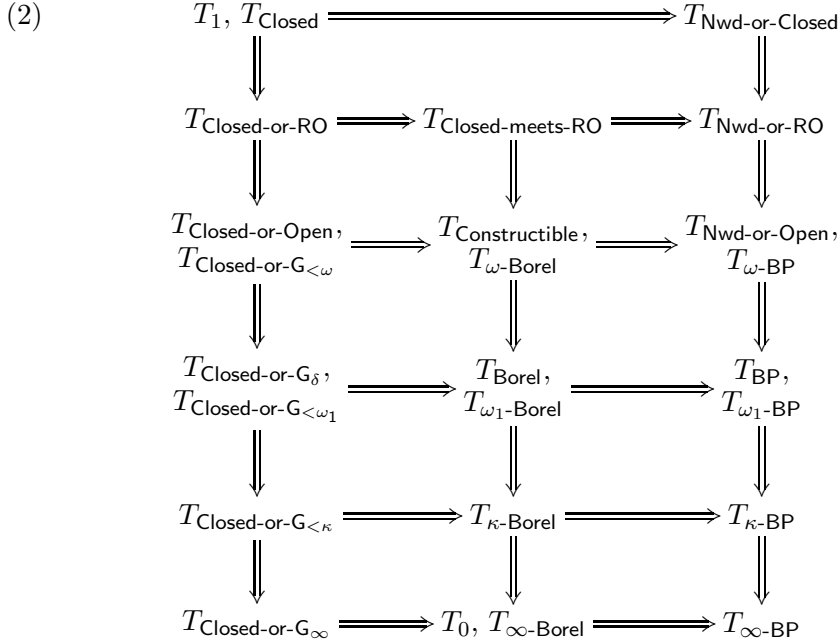 (2)
T₁, T_Closed ⟹ T_Nwd-or-Closed
T_Closed-or-RO ⟹ T_Closed-meets-RO ⟹ T_Nwd-or-RO
T_Closed-or-Open, T_Constructible, T_Nwd-or-Open,
T_Closed-or-G_{<ω} ⟹ T_ω-Borel ⟹ T_ω-BP
T_Closed-or-G_δ, T_Borel, T_BP,
T_Closed-or-G_{<ω₁} ⟹ T_ω₁-Borel ⟹ T_ω₁-BP
T_Closed-or-G_{<κ} ⟹ T_κ-Borel ⟹ T_κ-BP
T_Closed-or-G_∞ ⟹ T₀, T_∞-Borel ⟹ T_∞-BP